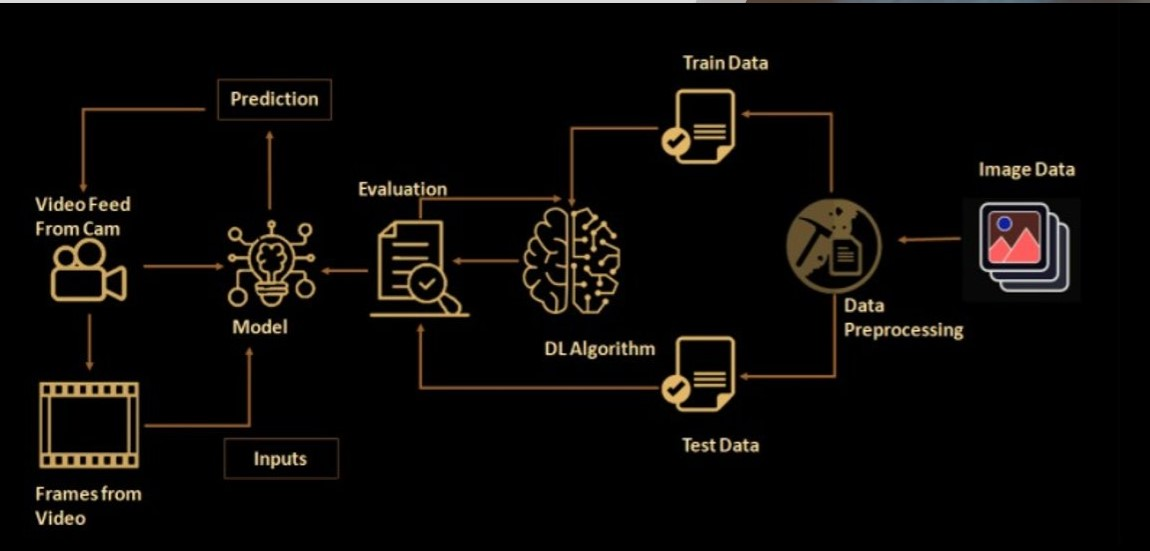 Train Data
Prediction
Image Data
Evaluation
Video Feed
From Cam
Data
Preprocessing
Model
DL Algorithm
Test Data
Inputs
Frames from
Video